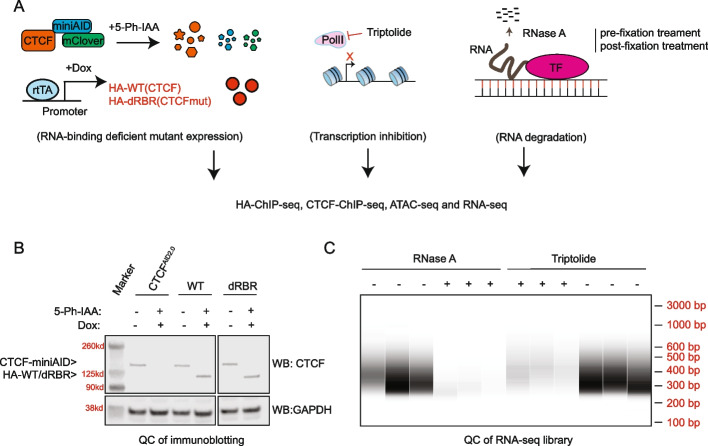 A
miniAID
CTCF
mClover
+5-Ph-IAA
+Dox
rtTA
HA-WT(CTCF)
HA-dRBR(CTCFmut)
Promoter
(RNA-binding deficient mutant expression)
PolII
Triptolide
X
(Transcription inhibition)
RNase A
RNA
TF
pre-fixation treament
post-fixation treatment
(RNA degradation)
HA-ChIP-seq, CTCF-ChIP-seq, ATAC-seq and RNA-seq
B
Marker
CTCFAID2.0
WT
dRBR
5-Ph-IAA: - + - + - +
Dox: - + - + - +
260kd
CTCF-miniAID>
HA-WT/dRBR>
125kd
90kd
WB: CTCF
38kd
WB:GAPDH
QC of immunoblotting
C
RNase A
Triptolide
- - - + + + + + + - - -
3000 bp
1000 bp
600 bp
500 bp
400 bp
300 bp
200 bp
100 bp
QC of RNA-seq library